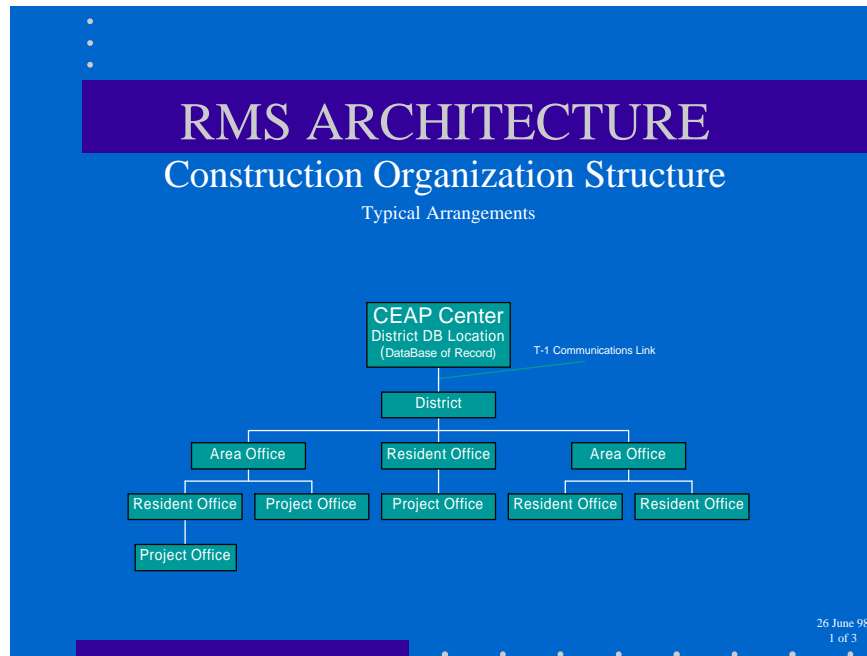 RMS ARCHITECTURE
Construction Organization Structure
Typical Arrangements
CEAP Center
District DB Location
(DataBase of Record)
T-1 Communications Link
District
Area Office
Resident Office
Area Office
Resident Office
Project Office
Project Office
Resident Office
Resident Office
Project Office
26 June 98
1 of 3